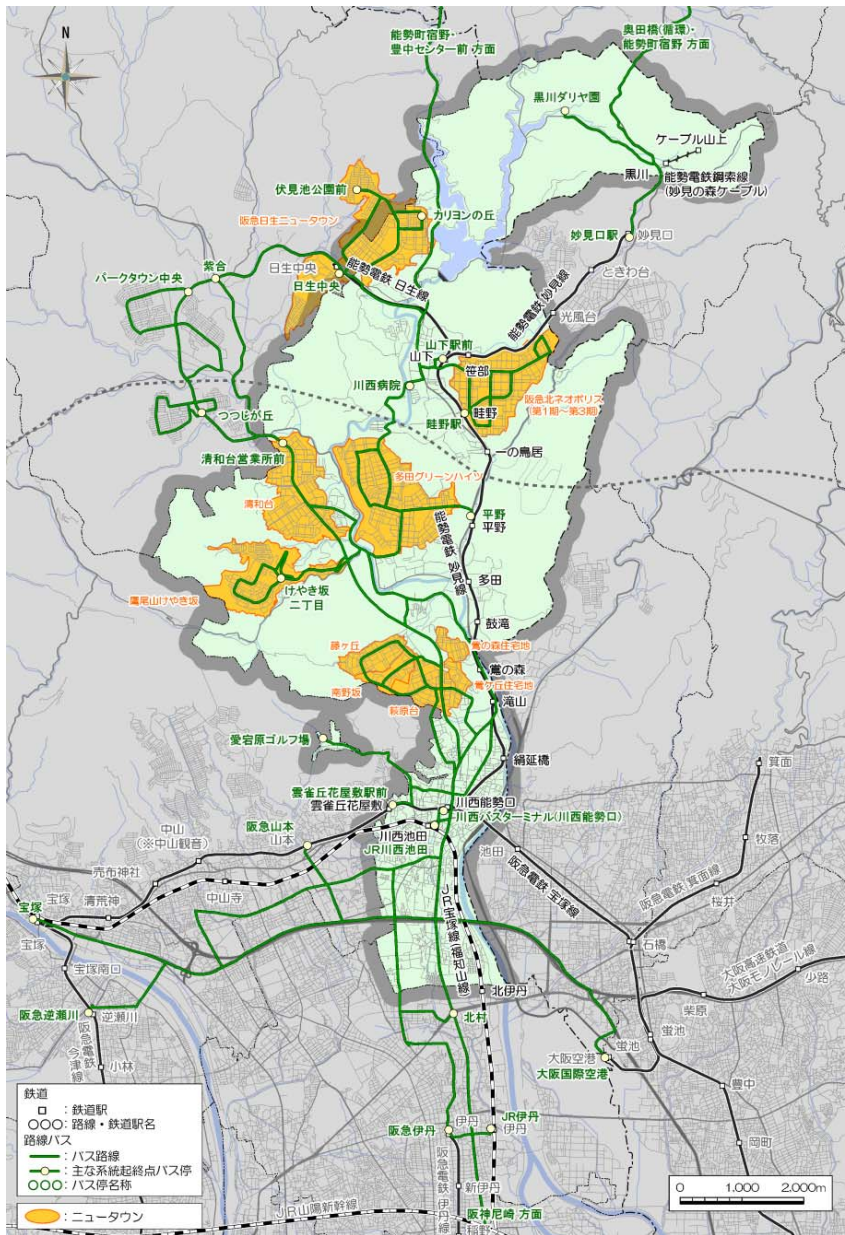 N
能勢町宿野・
豊中センター前 方面
奥田橋(循環)・
能勢町宿野 方面
黒川ダリヤ園
ケーブル山上
黒川
能勢電鉄鋼索線
(妙見の森ケーブル)
伏見池公園前
カリヨンの丘
阪急日生ニュータウン
妙見口駅
妙見口
紫合
日生中央
日生中央
能勢電鉄 日生線
パークタウン中央
ときわ台
能勢電鉄 妙見線
光風台
山下駅前
山下
笹部
川西病院
阪急北ネオポリス
(第1期～第3期)
畦野
畦野駅
つつじが丘
清和台営業所前
一の鳥居
多田グリーンハイツ
清和台
平野
平野
能勢電鉄 妙見線
けやき坂
二丁目
鷹尾山けやき坂
多田
鼓滝
藤ヶ丘
鴬の森住宅地
鴬の森
南野坂
鴬ケ丘住宅地
萩原台
滝山
愛宕原ゴルフ場
絹延橋
箕面
雲雀丘花屋敷駅前
雲雀丘花屋敷
川西能勢口
川西バスターミナル(川西能勢口)
阪急山本
山本
川西池田
JR川西池田
池田
中山
(※中山観音)
売布神社
牧落
阪急電鉄 宝塚線
阪急電鉄 箕面線
桜井
中山寺
清荒神
宝塚
宝塚
宝塚
JR宝塚線(福知山線)
石橋
大阪高速鉄道
大阪モノレール線
少路
宝塚南口
北伊丹
柴原
阪急逆瀬川
逆瀬川
北村
蛍池
蛍池
大阪空港
大阪国際空港
阪急電鉄
今津線
小林
豊中
阪急伊丹
伊丹
JR伊丹
伊丹
岡町
阪急電鉄 伊丹線
新伊丹
稲野
阪神尼崎 方面
JR山陽新幹線
鉄道
：鉄道駅
○○○：路線・鉄道駅名
路線バス
：バス路線
：主な系統起終点バス停
○○○：バス停名称
：ニュータウン
0 1.000 2.000m